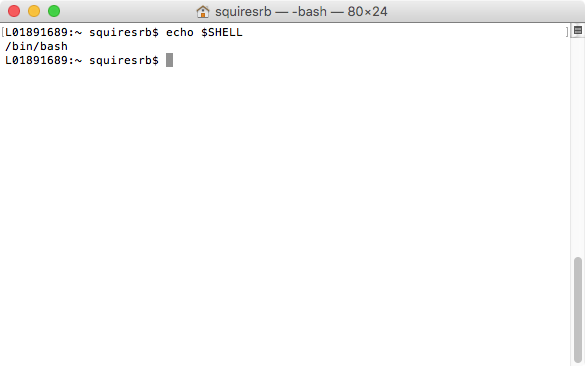 squiresrb — -bash — 80×24
[L01891689:~ squiresrb$ echo $SHELL ]
/bin/bash
L01891689:~ squiresrb$